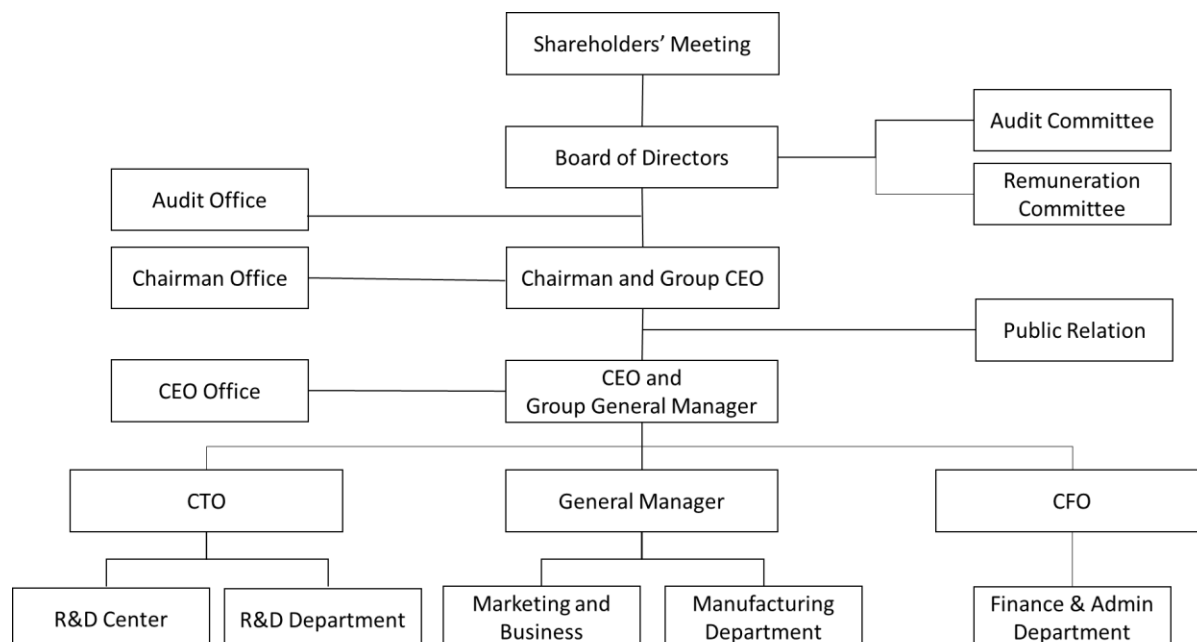 Shareholders’ Meeting
Audit Committee
Board of Directors
Remuneration
Committee
Audit Office
Chairman Office
Chairman and Group CEO
Public Relation
CEO Office
CEO and
Group General Manager
CTO
General Manager
CFO
R&D Center
R&D Department
Marketing and
Business
Manufacturing
Department
Finance & Admin
Department